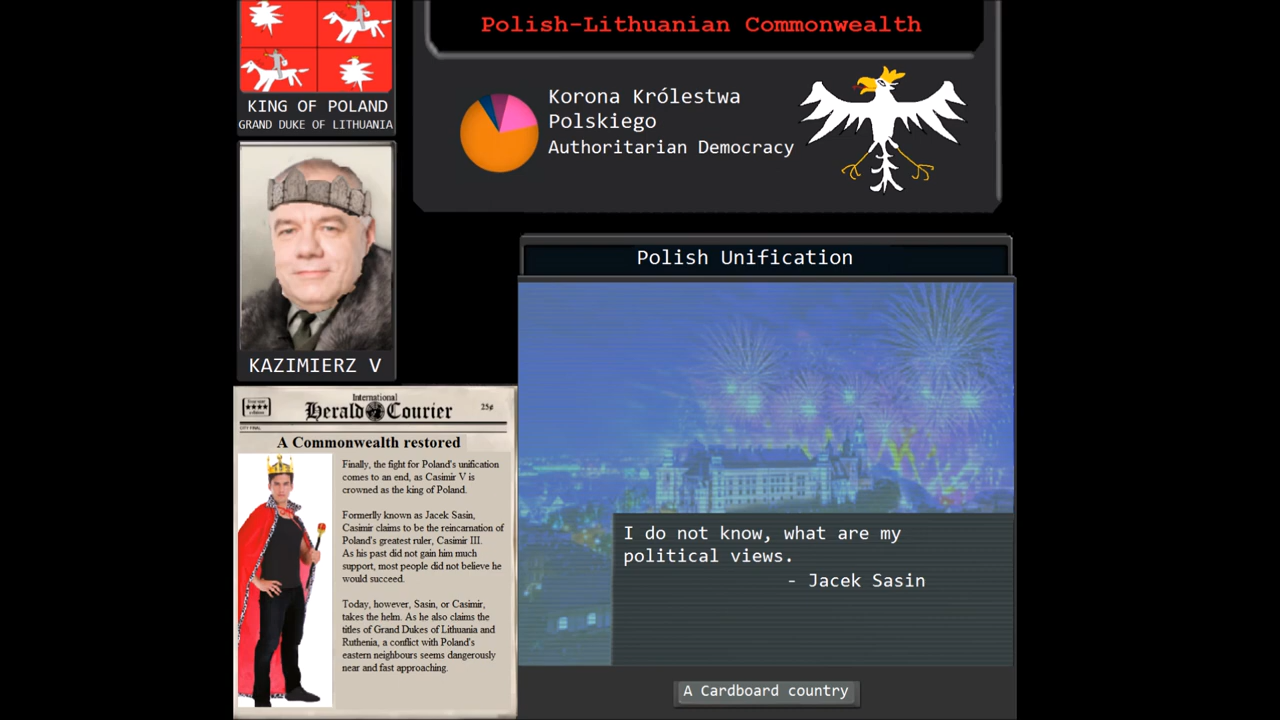 Polish-Lithuanian Commonwealth
KING OF POLAND
GRAND DUKE OF LITHUANIA
Korona Królestwa
Polskiego
Authoritarian Democracy
KAZIMIERZ V
Polish Unification
I do not know, what are my
political views.
- Jacek Sasin
A Cardboard country
International
Herald Courier
25¢
A Commonwealth restored
Finally, the fight for Poland's unification
comes to an end, as Casimir V is
crowned as the king of Poland.
Formerlly known as Jacek Sasin,
Casimir claims to be the reincarnation of
Poland's greatest ruler, Casimir III.
As his past did not gain him much
support, most people did not believe he
would succeed.
Today, however, Sasin, or Casimir,
takes the helm. As he also claims the
titles of Grand Dukes of Lithuania and
Ruthenia, a conflict with Poland's
eastern neighbours seems dangerously
near and fast approaching.